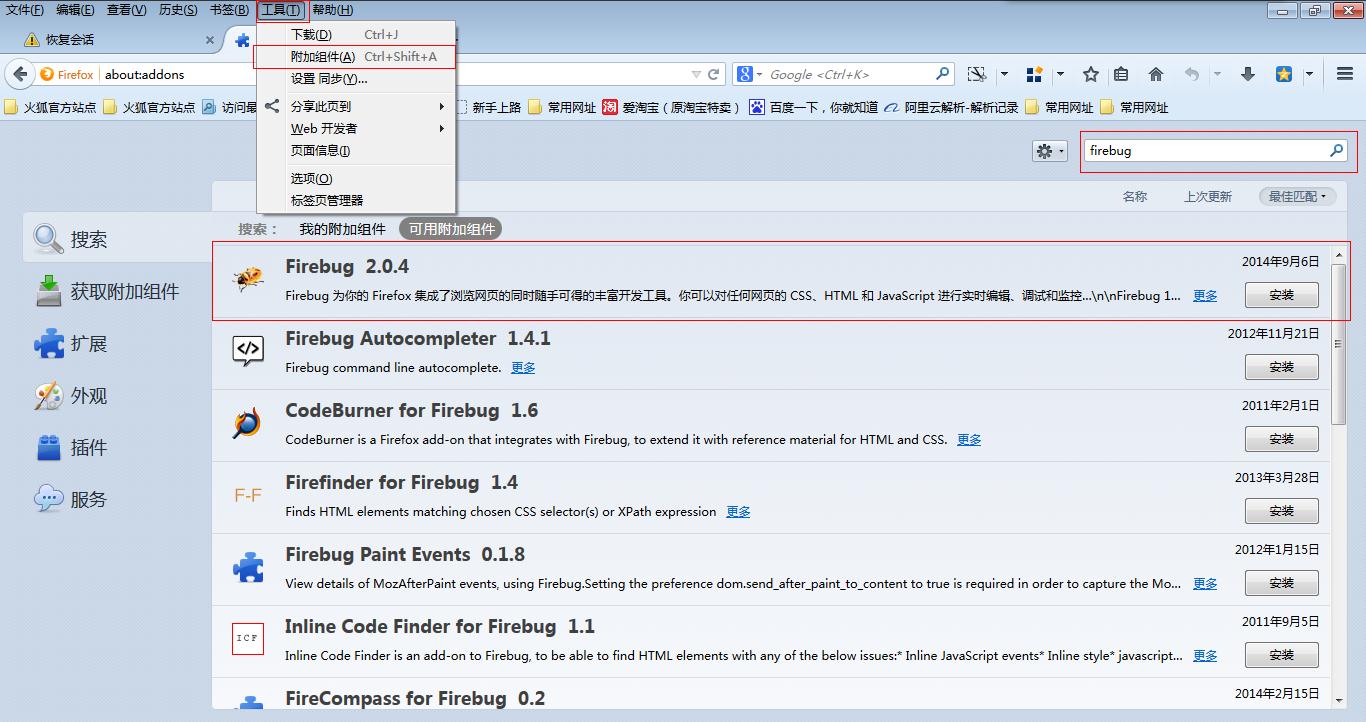 文件(F) 编辑(E) 查看(V) 历史(S) 书签(B) 工具(T) 帮助(H)
恢复会话
下载(D) Ctrl+J
附加组件(A) Ctrl+Shift+A
设置 同步(Y)...
分享此页到
Web 开发者
页面信息(I)
选项(O)
标签页管理器
Firefox about:addons
Google <Ctrl+K>
火狐官方站点 火狐官方站点 访问最 新手上路 常用网址 爱淘宝（原淘宝特卖） 百度一下，你就知道 阿里云解析-解析记录 常用网址 常用网址
firebug
名称 上次更新 最佳匹配
搜索： 我的附加组件 可用附加组件
搜索
获取附加组件
扩展
外观
插件
服务
Firebug 2.0.4 2014年9月6日
Firebug 为你的 Firefox 集成了浏览网页的同时随手可得的丰富开发工具。你可以对任何网页的 CSS、HTML 和 JavaScript 进行实时编辑、调试和监控...\n\nFirebug 1... 更多 安装
Firebug Autocompleter 1.4.1 2012年11月21日
Firebug command line autocomplete. 更多 安装
CodeBurner for Firebug 1.6 2011年2月1日
CodeBurner is a Firefox add-on that integrates with Firebug, to extend it with reference material for HTML and CSS. 更多 安装
F-F
Firefinder for Firebug 1.4 2013年3月28日
Finds HTML elements matching chosen CSS selector(s) or XPath expression 更多 安装
Firebug Paint Events 0.1.8 2012年1月15日
View details of MozAfterPaint events, using Firebug.Setting the preference dom.send_after_paint_to_content to true is required in order to capture the Mo... 更多 安装
ICF
Inline Code Finder for Firebug 1.1 2011年9月5日
Inline Code Finder is an add-on to Firebug, to be able to find HTML elements with any of the below issues:* Inline JavaScript events* Inline style* javascript... 更多 安装
FireCompass for Firebug 0.2 2014年2月15日